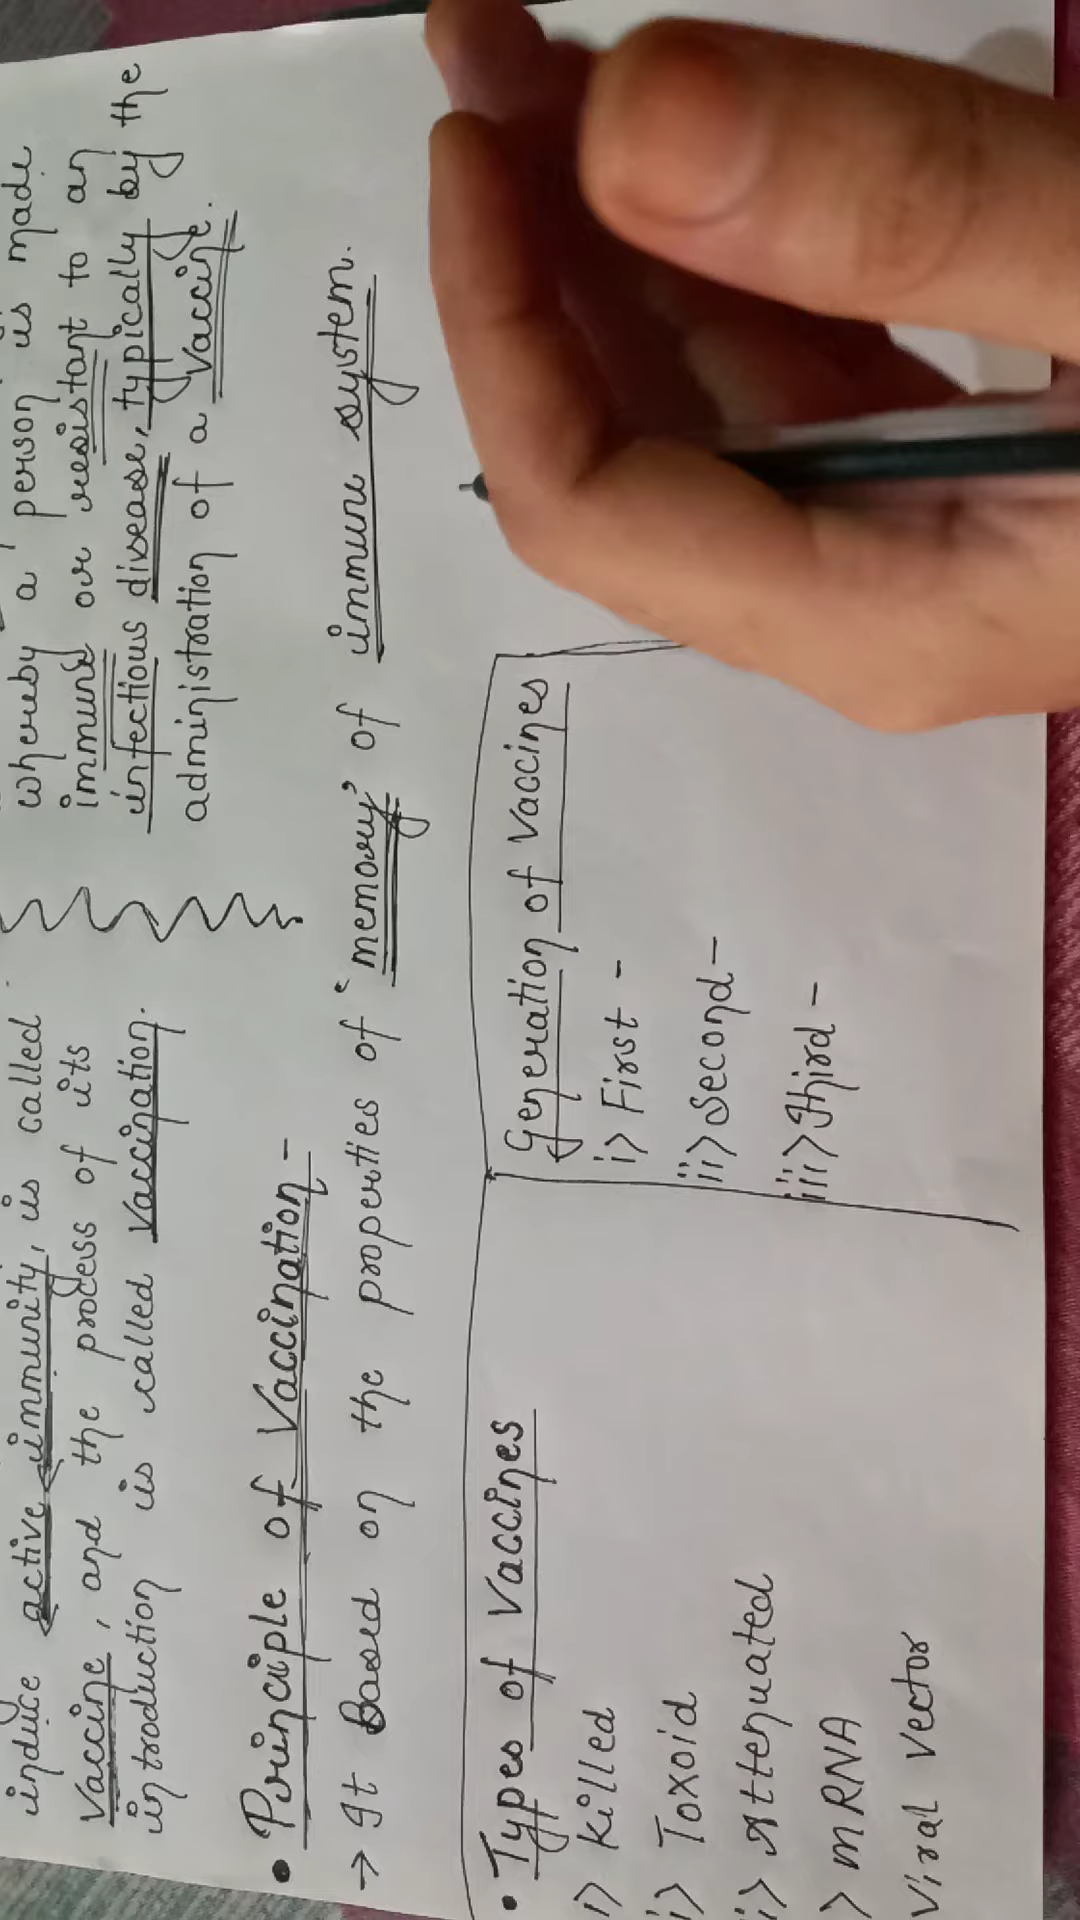 induce active immunity, is called
Vaccine, and the process of its
introduction is called Vaccination.
whereby a person is made
immune or resistant to an
infectious disease, typically by the
administration of a vaccine.
• Principle of Vaccination -
→ It Based on the properties of "memory" of immune system.
• Types of Vaccines
i> killed
i> Toxoid
i> Attenuated
> mRNA
Viral vector
Generation of Vaccines
i> First -
ii> Second -
iii> Third -